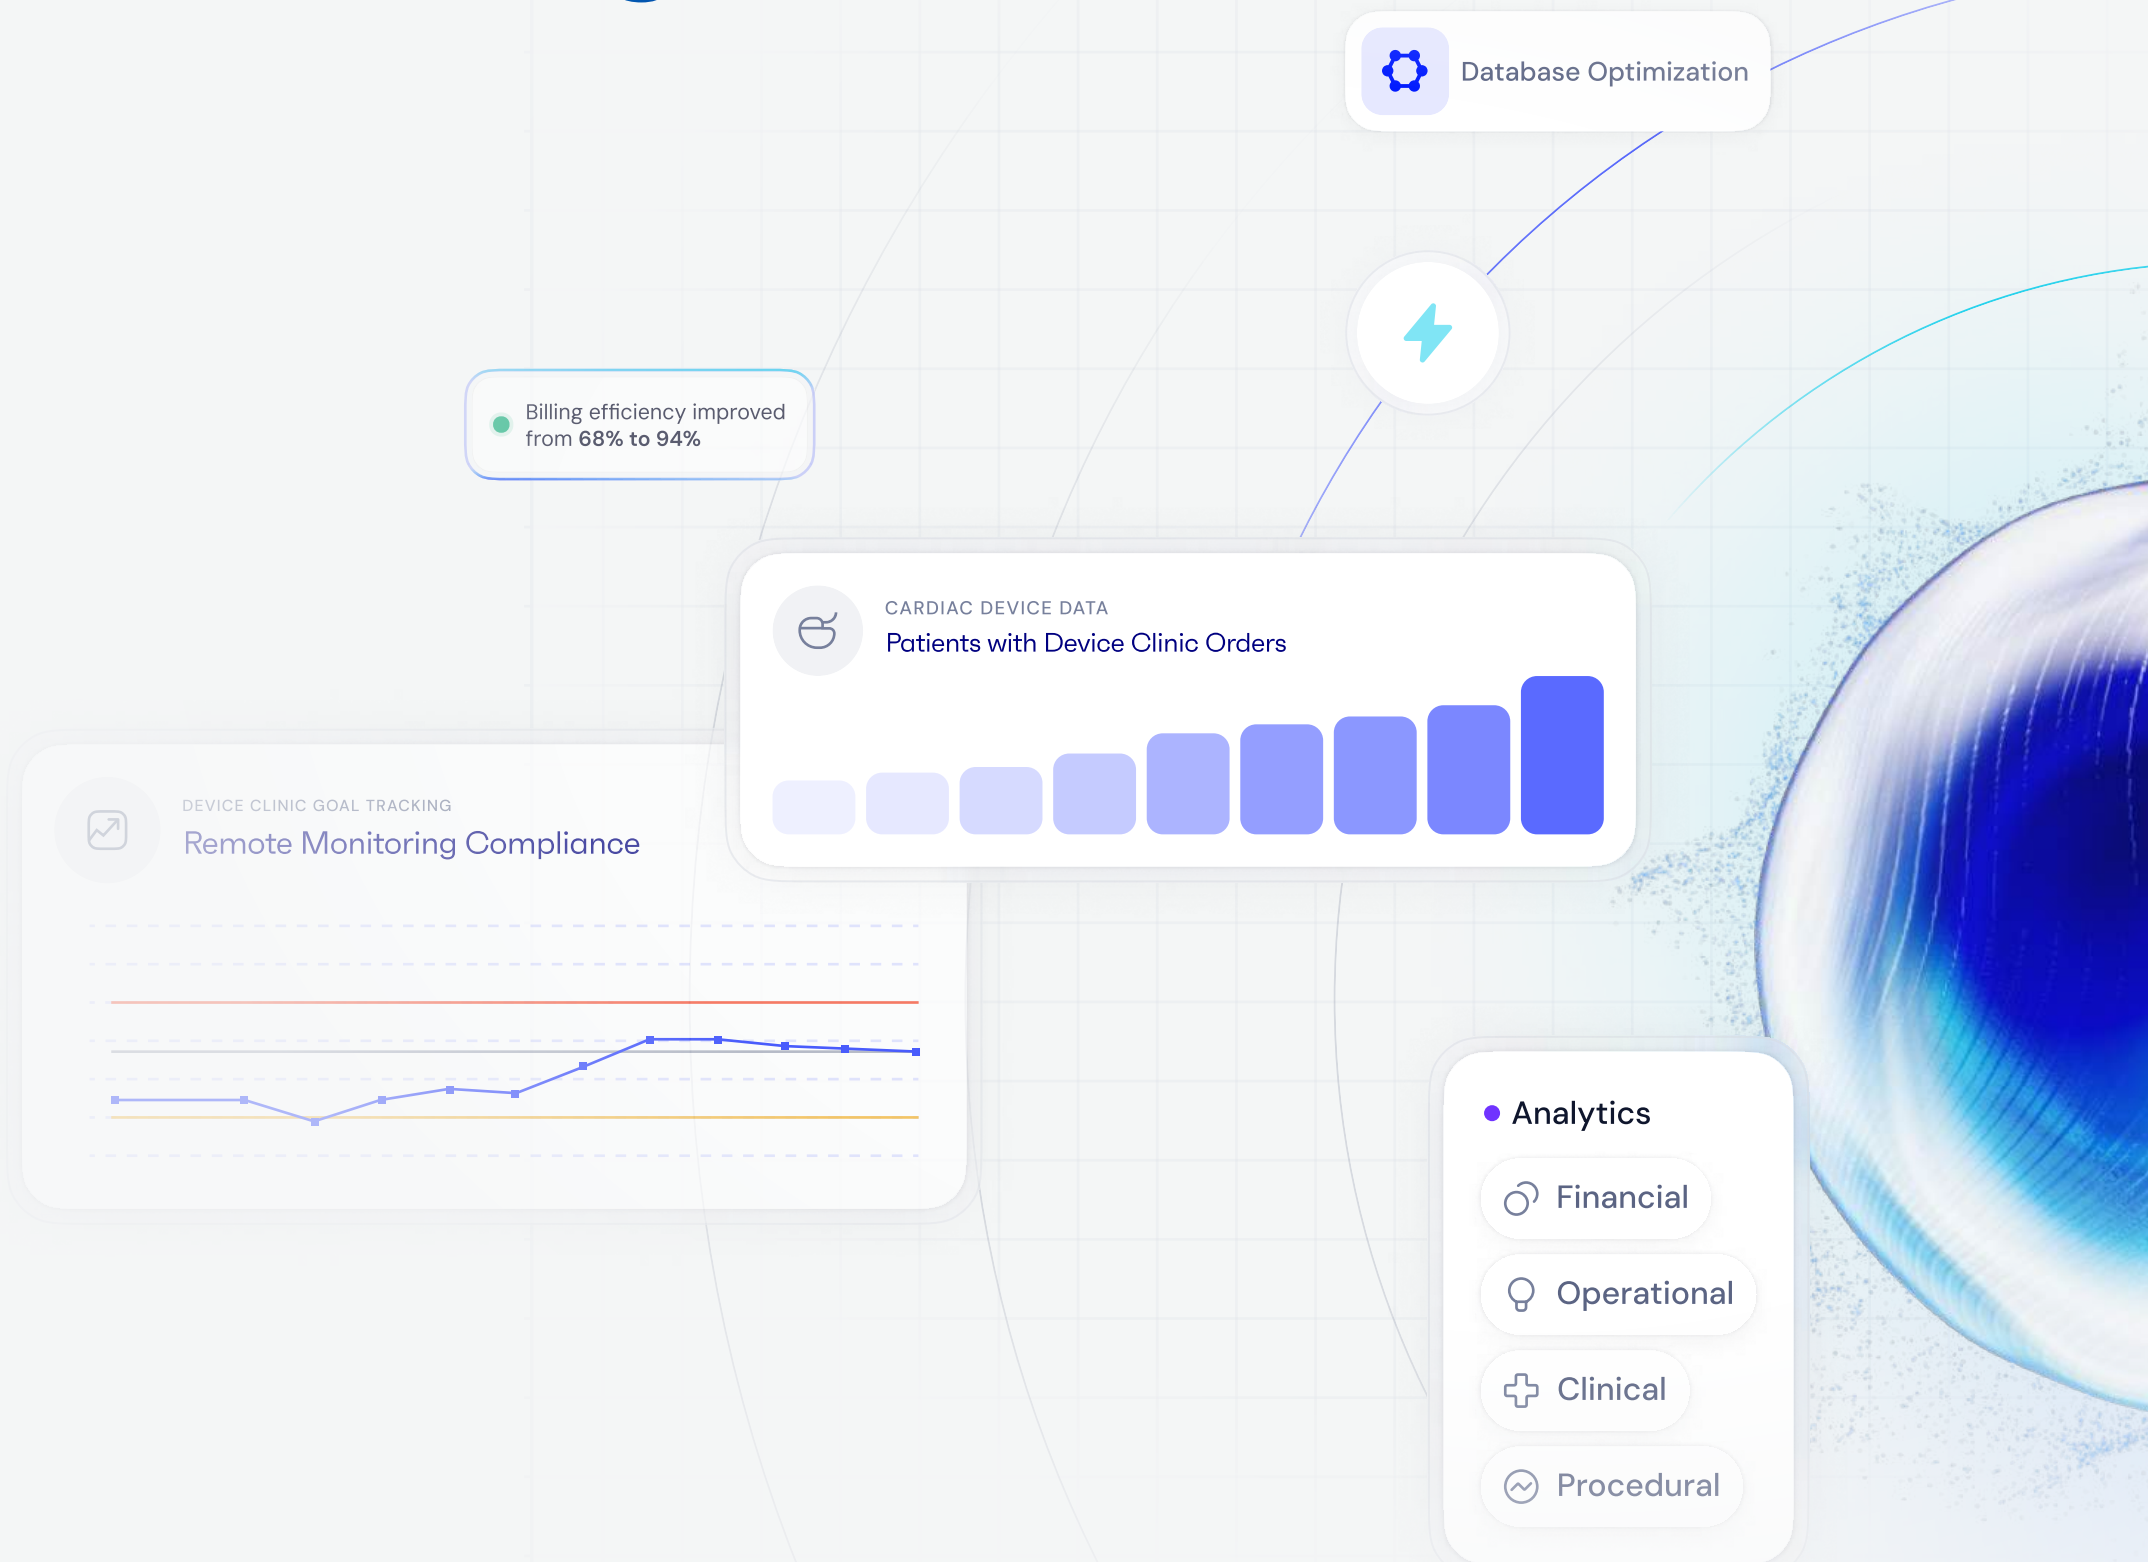 Database Optimization
Billing efficiency improved
from 68% to 94%
CARDIAC DEVICE DATA
Patients with Device Clinic Orders
DEVICE CLINIC GOAL TRACKING
Remote Monitoring Compliance
Analytics
Financial
Operational
Clinical
Procedural